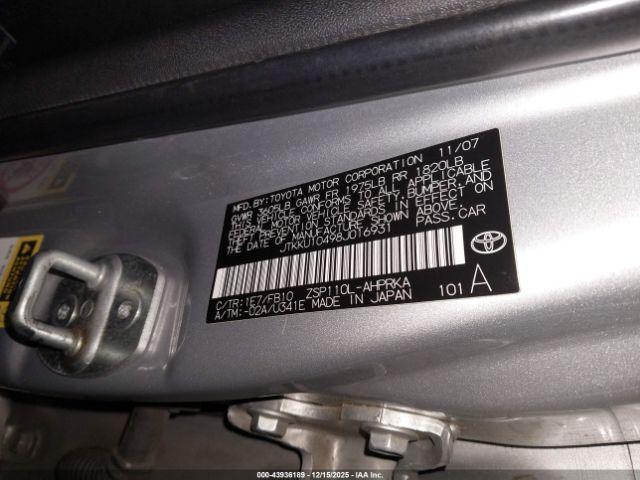 MFD. BY: TOYOTA MOTOR CORPORATION 11/07
GVWR 3605LB GAWR FR 1975LB RR 1820LB
THIS VEHICLE CONFORMS TO ALL APPLICABLE
FEDERAL MOTOR VEHICLE SAFETY, BUMPER, AND
THEFT PREVENTION STANDARDS IN EFFECT ON
THE DATE OF MANUFACTURE SHOWN ABOVE.
JTKKU10498J016931 PASS. CAR
C/TR: 1E7/FB10 ZSP110L-AHPRKA
A/TM: -02A/U341E MADE IN JAPAN 101 A
TOYOTA
000-43936189 - 12/15/2025 - IAAI, Inc.